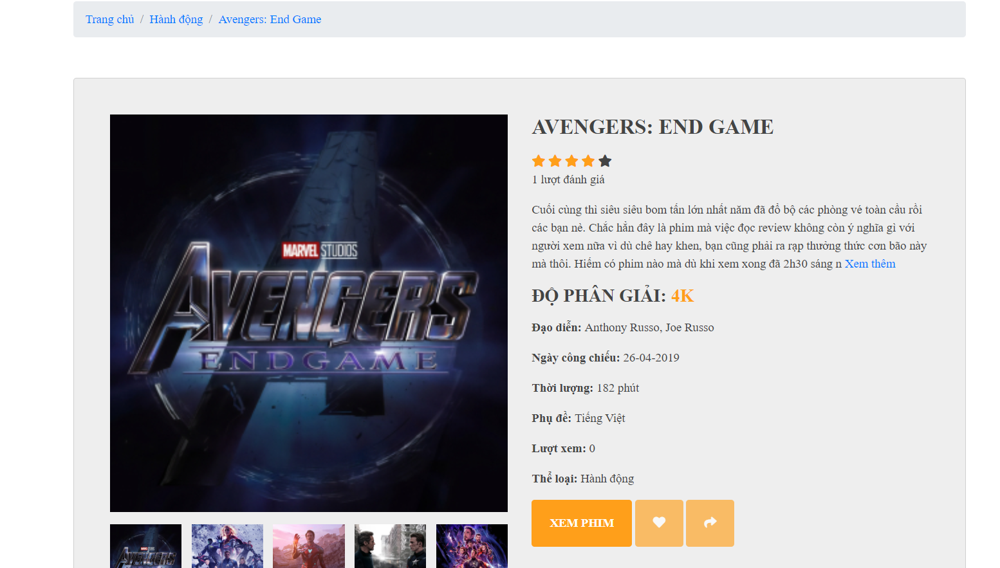 Trang chủ / Hành động / Avengers: End Game
MARVEL STUDIOS
AVENGERS
ENDGAME
AVENGERS: END GAME
1 lượt đánh giá
Cuối cùng thì siêu siêu bom tấn lớn nhất năm đã đổ bộ các phòng vé toàn cầu rồi
các bạn nè. Chắc hẳn đây là phim mà việc đọc review không còn ý nghĩa gì với
người xem nữa vì dù chê hay khen, bạn cũng phải ra rạp thưởng thức cơn bão này
mà thôi. Hiếm có phim nào mà dù khi xem xong đã 2h30 sáng n Xem thêm
ĐỘ PHÂN GIẢI: 4K
Đạo diễn: Anthony Russo, Joe Russo
Ngày công chiếu: 26-04-2019
Thời lượng: 182 phút
Phụ đề: Tiếng Việt
Lượt xem: 0
Thể loại: Hành động
XEM PHIM
AVENGERS